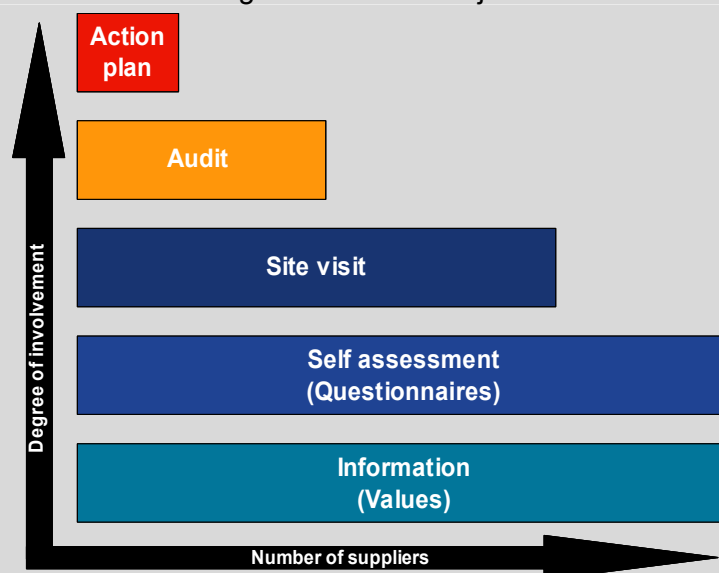 Action
plan
Audit
Site visit
Self assessment
(Questionnaires)
Information
(Values)
Degree of involvement
Number of suppliers